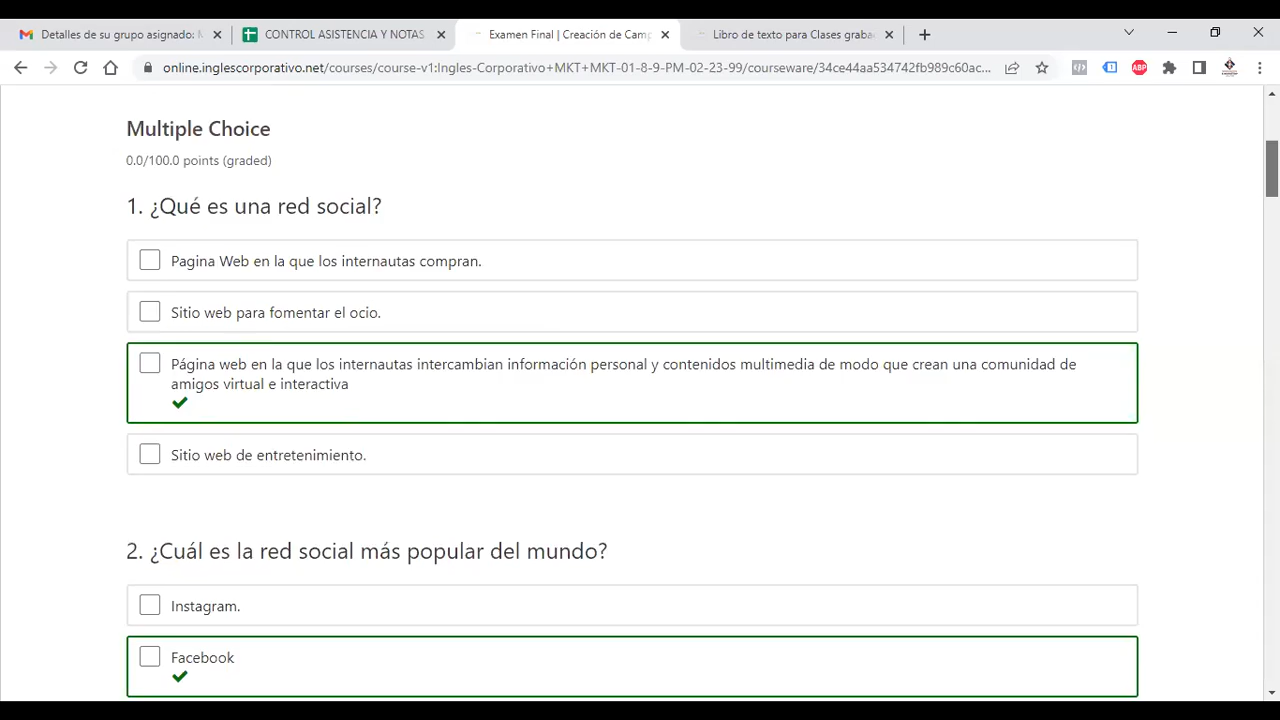 Detalles de su grupo asignado: M
CONTROL ASISTENCIA Y NOTAS
Examen Final | Creación de Camp
Libro de texto para Clases graba
online.inglescorporativo.net/courses/course-v1:Ingles-Corporativo+MKT+MKT-01-8-9-PM-02-23-99/courseware/34ce44aa534742fb989c60ac...
ABP
Multiple Choice
0.0/100.0 points (graded)
1. ¿Qué es una red social?
Pagina Web en la que los internautas compran.
Sitio web para fomentar el ocio.
Página web en la que los internautas intercambian información personal y contenidos multimedia de modo que crean una comunidad de
amigos virtual e interactiva
Sitio web de entretenimiento.
2. ¿Cuál es la red social más popular del mundo?
Instagram.
Facebook